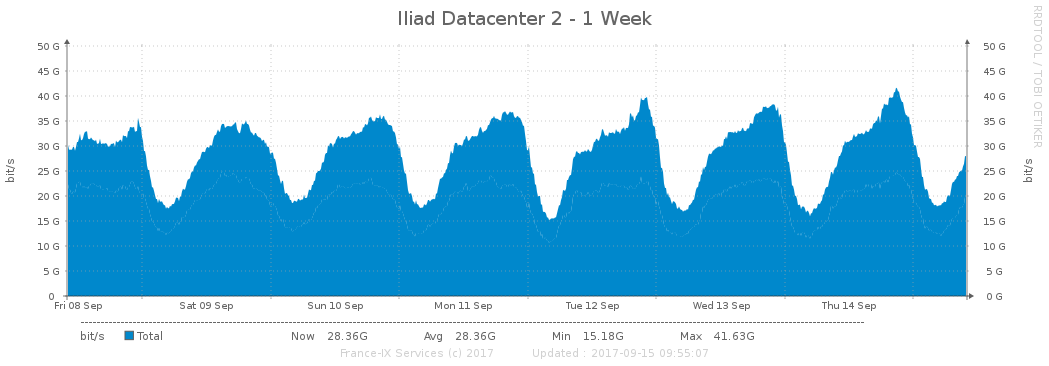 Iliad Datacenter 2 - 1 Week
RRDTOOL / TOBI OETIKER
50 G 50 G
45 G 45 G
40 G 40 G
35 G 35 G
30 G 30 G
25 G 25 G
20 G 20 G
15 G 15 G
10 G 10 G
5 G 5 G
0 0 G
bit/s
bit/s
Fri 08 Sep Sat 09 Sep Sun 10 Sep Mon 11 Sep Tue 12 Sep Wed 13 Sep Thu 14 Sep
bit/s Total Now 28.36G Avg 28.36G Min 15.18G Max 41.63G
France-IX Services (c) 2017 Updated : 2017-09-15 09:55:07